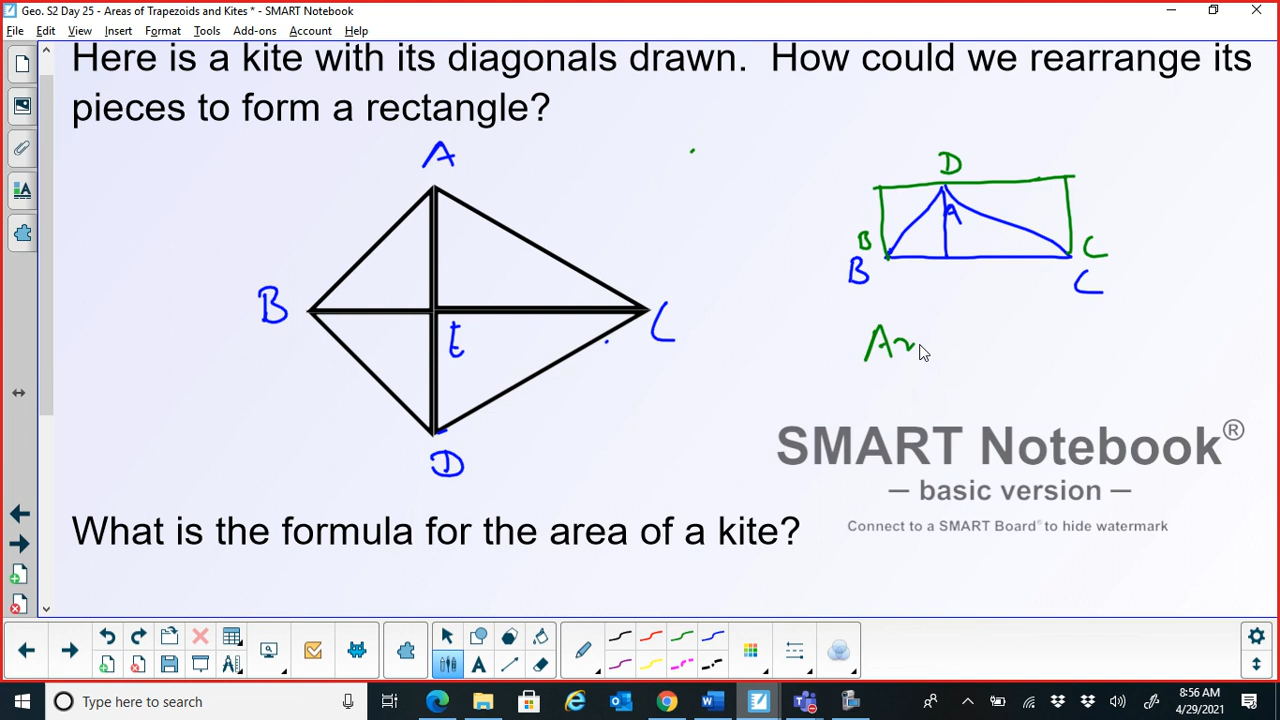 Geo. S2 Day 25 - Areas of Trapezoids and Kites * - SMART Notebook
File Edit View Insert Format Tools Add-ons Account Help
Here is a kite with its diagonals drawn. How could we rearrange its
pieces to form a rectangle?
A
D
A
B
B
C
B
C
C
E
D
SMART Notebook®
— basic version —
Connect to a SMART Board® to hide watermark
What is the formula for the area of a kite?
Type here to search
8:56 AM
4/29/2021